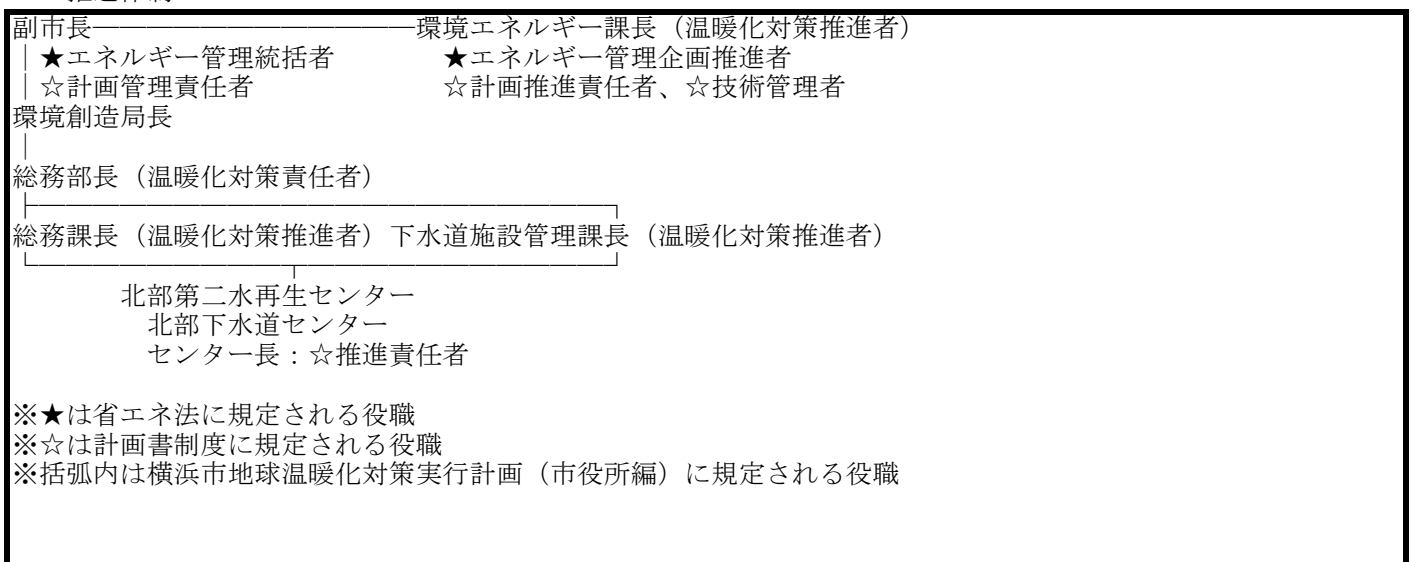 副市長――――――――――――環境エネルギー課長（温暖化対策推進者）
｜★エネルギー管理統括者　　　　★エネルギー管理企画推進者
｜☆計画管理責任者　　　　　　　☆計画推進責任者、☆技術管理者
環境創造局長
｜
総務部長（温暖化対策責任者）
├―――――――――――――――――――――┐
総務課長（温暖化対策推進者）下水道施設管理課長（温暖化対策推進者）
└―――――――――┬―――――――――――┘
北部第二水再生センター
北部下水道センター
センター長：☆推進責任者
※★は省エネ法に規定される役職
※☆は計画書制度に規定される役職
※括弧内は横浜市地球温暖化対策実行計画（市役所編）に規定される役職